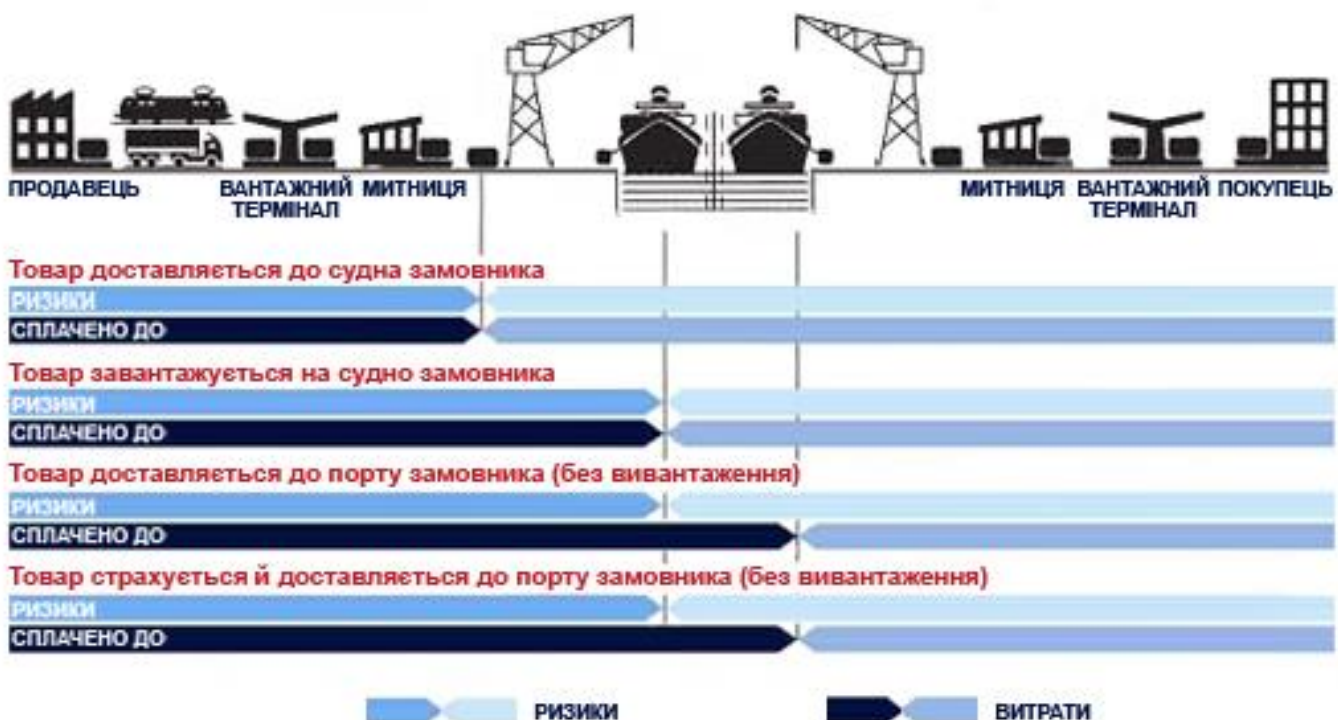 ПРОДАВЕЦЬ ВАНТАЖНИЙ МИТНИЦЯ МИТНИЦЯ ВАНТАЖНИЙ ПОКУПЕЦЬ
ТЕРМІНАЛ ТЕРМІНАЛ
Товар доставляється до судна замовника
РИЗИКИ
СПЛАЧЕНО ДО
Товар завантажується на судно замовника
РИЗИКИ
СПЛАЧЕНО ДО
Товар доставляється до порту замовника (без вивантаження)
РИЗИКИ
СПЛАЧЕНО ДО
Товар страхується й доставляється до порту замовника (без вивантаження)
РИЗИКИ
СПЛАЧЕНО ДО
РИЗИКИ ВИТРАТИ